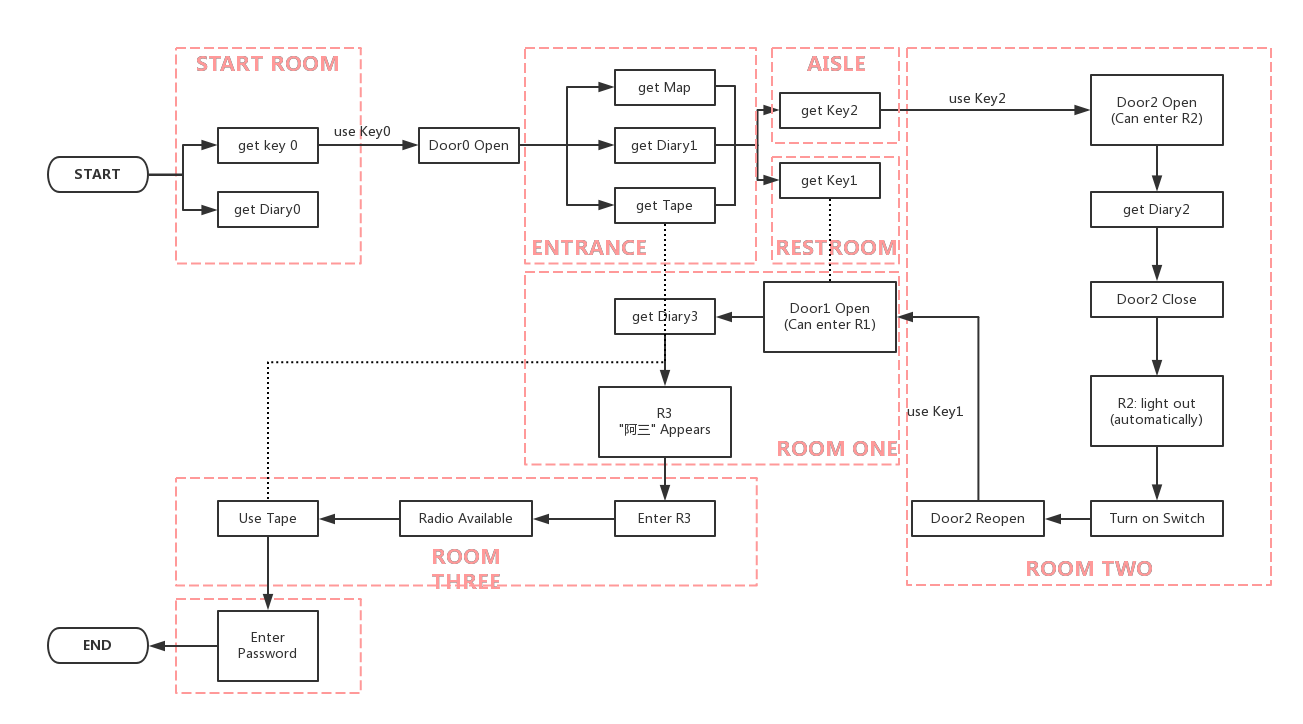 START ROOM
AISLE
get Map
use Key2
Door2 Open
(Can enter R2)
get Key2
use Key0
get key 0
Door0 Open
get Diary1
START
get Key1
get Diary0
get Tape
get Diary2
ENTRANCE
RESTROOM
Door2 Close
get Diary3
Door1 Open
(Can enter R1)
R2: light out
(automatically)
use Key1
R3
"阿三" Appears
ROOM ONE
Use Tape
Radio Available
Enter R3
Door2 Reopen
Turn on Switch
ROOM
THREE
ROOM TWO
END
Enter
Password